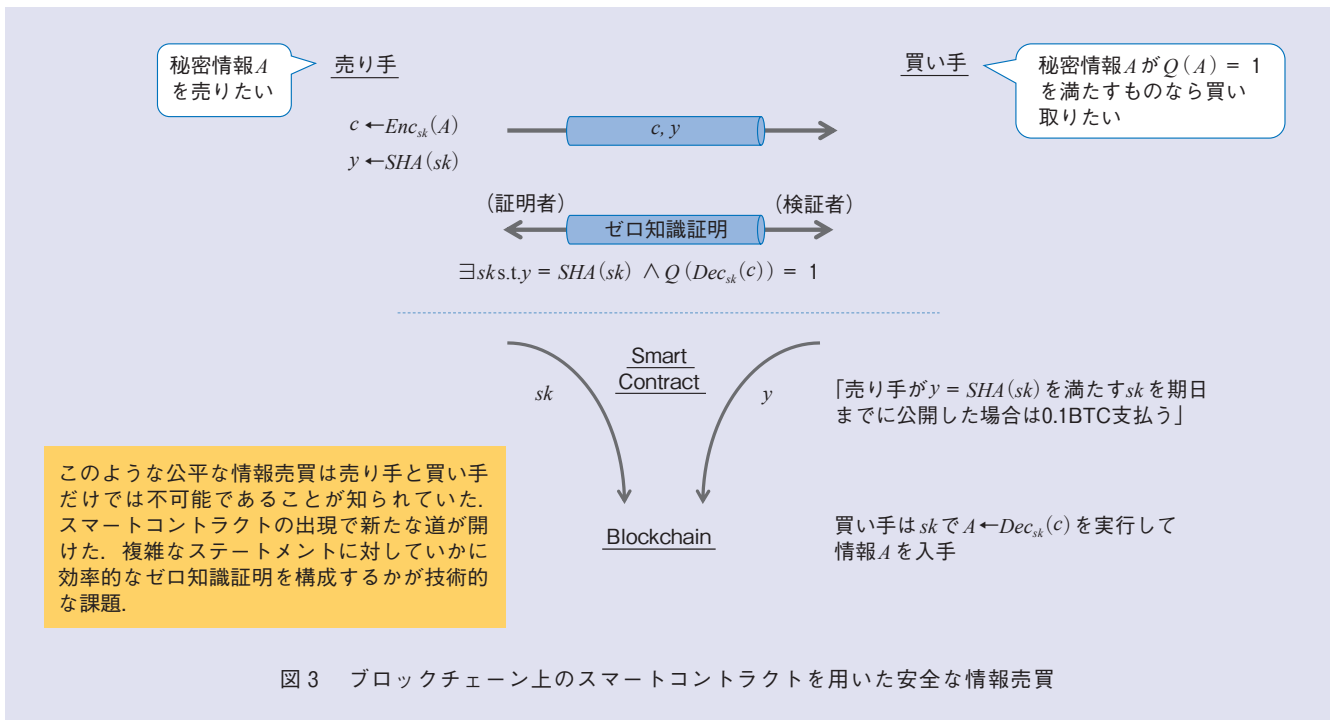 秘密情報A
を売りたい
売り手
買い手
秘密情報AがQ(A) = 1
を満たすものなら買い
取りたい
c ←Enc_sk(A)
y ←SHA(sk)
c, y
(証明者)
(検証者)
ゼロ知識証明
∃sk s.t. y = SHA(sk) ∧Q(Dec_sk(c)) = 1
Smart
Contract
sk
y
「売り手がy = SHA(sk)を満たすskを期日
までに公開した場合は0.1BTC支払う」
このような公平な情報売買は売り手と買い手
だけでは不可能であることが知られていた.
スマートコントラクトの出現で新たな道が開
けた. 複雑なステートメントに対していかに
効率的なゼロ知識証明を構成するかが技術的
な課題.
Blockchain
買い手はskでA←Dec_sk(c)を実行して
情報Aを入手
図3 ブロックチェーン上のスマートコントラクトを用いた安全な情報売買